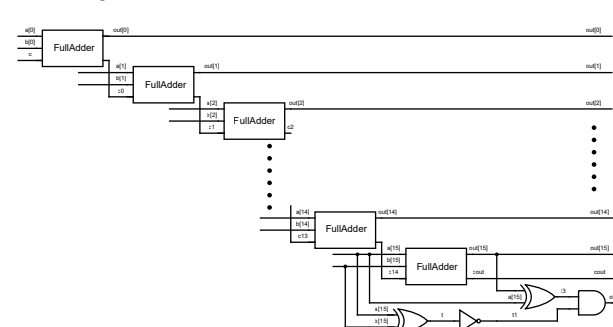 a[0] out[0] out[0]
b[0] FullAdder
c
a[1] out[1] out[1]
b[1] FullAdder
c0
a[2] out[2] out[2]
b[2] FullAdder
c1 c2
a[14] out[14] out[14]
b[14] FullAdder
c13
a[15] out[15] out[15]
b[15] FullAdder
c14 cout cout
a[15] t3
a[15] t t1
b[15]